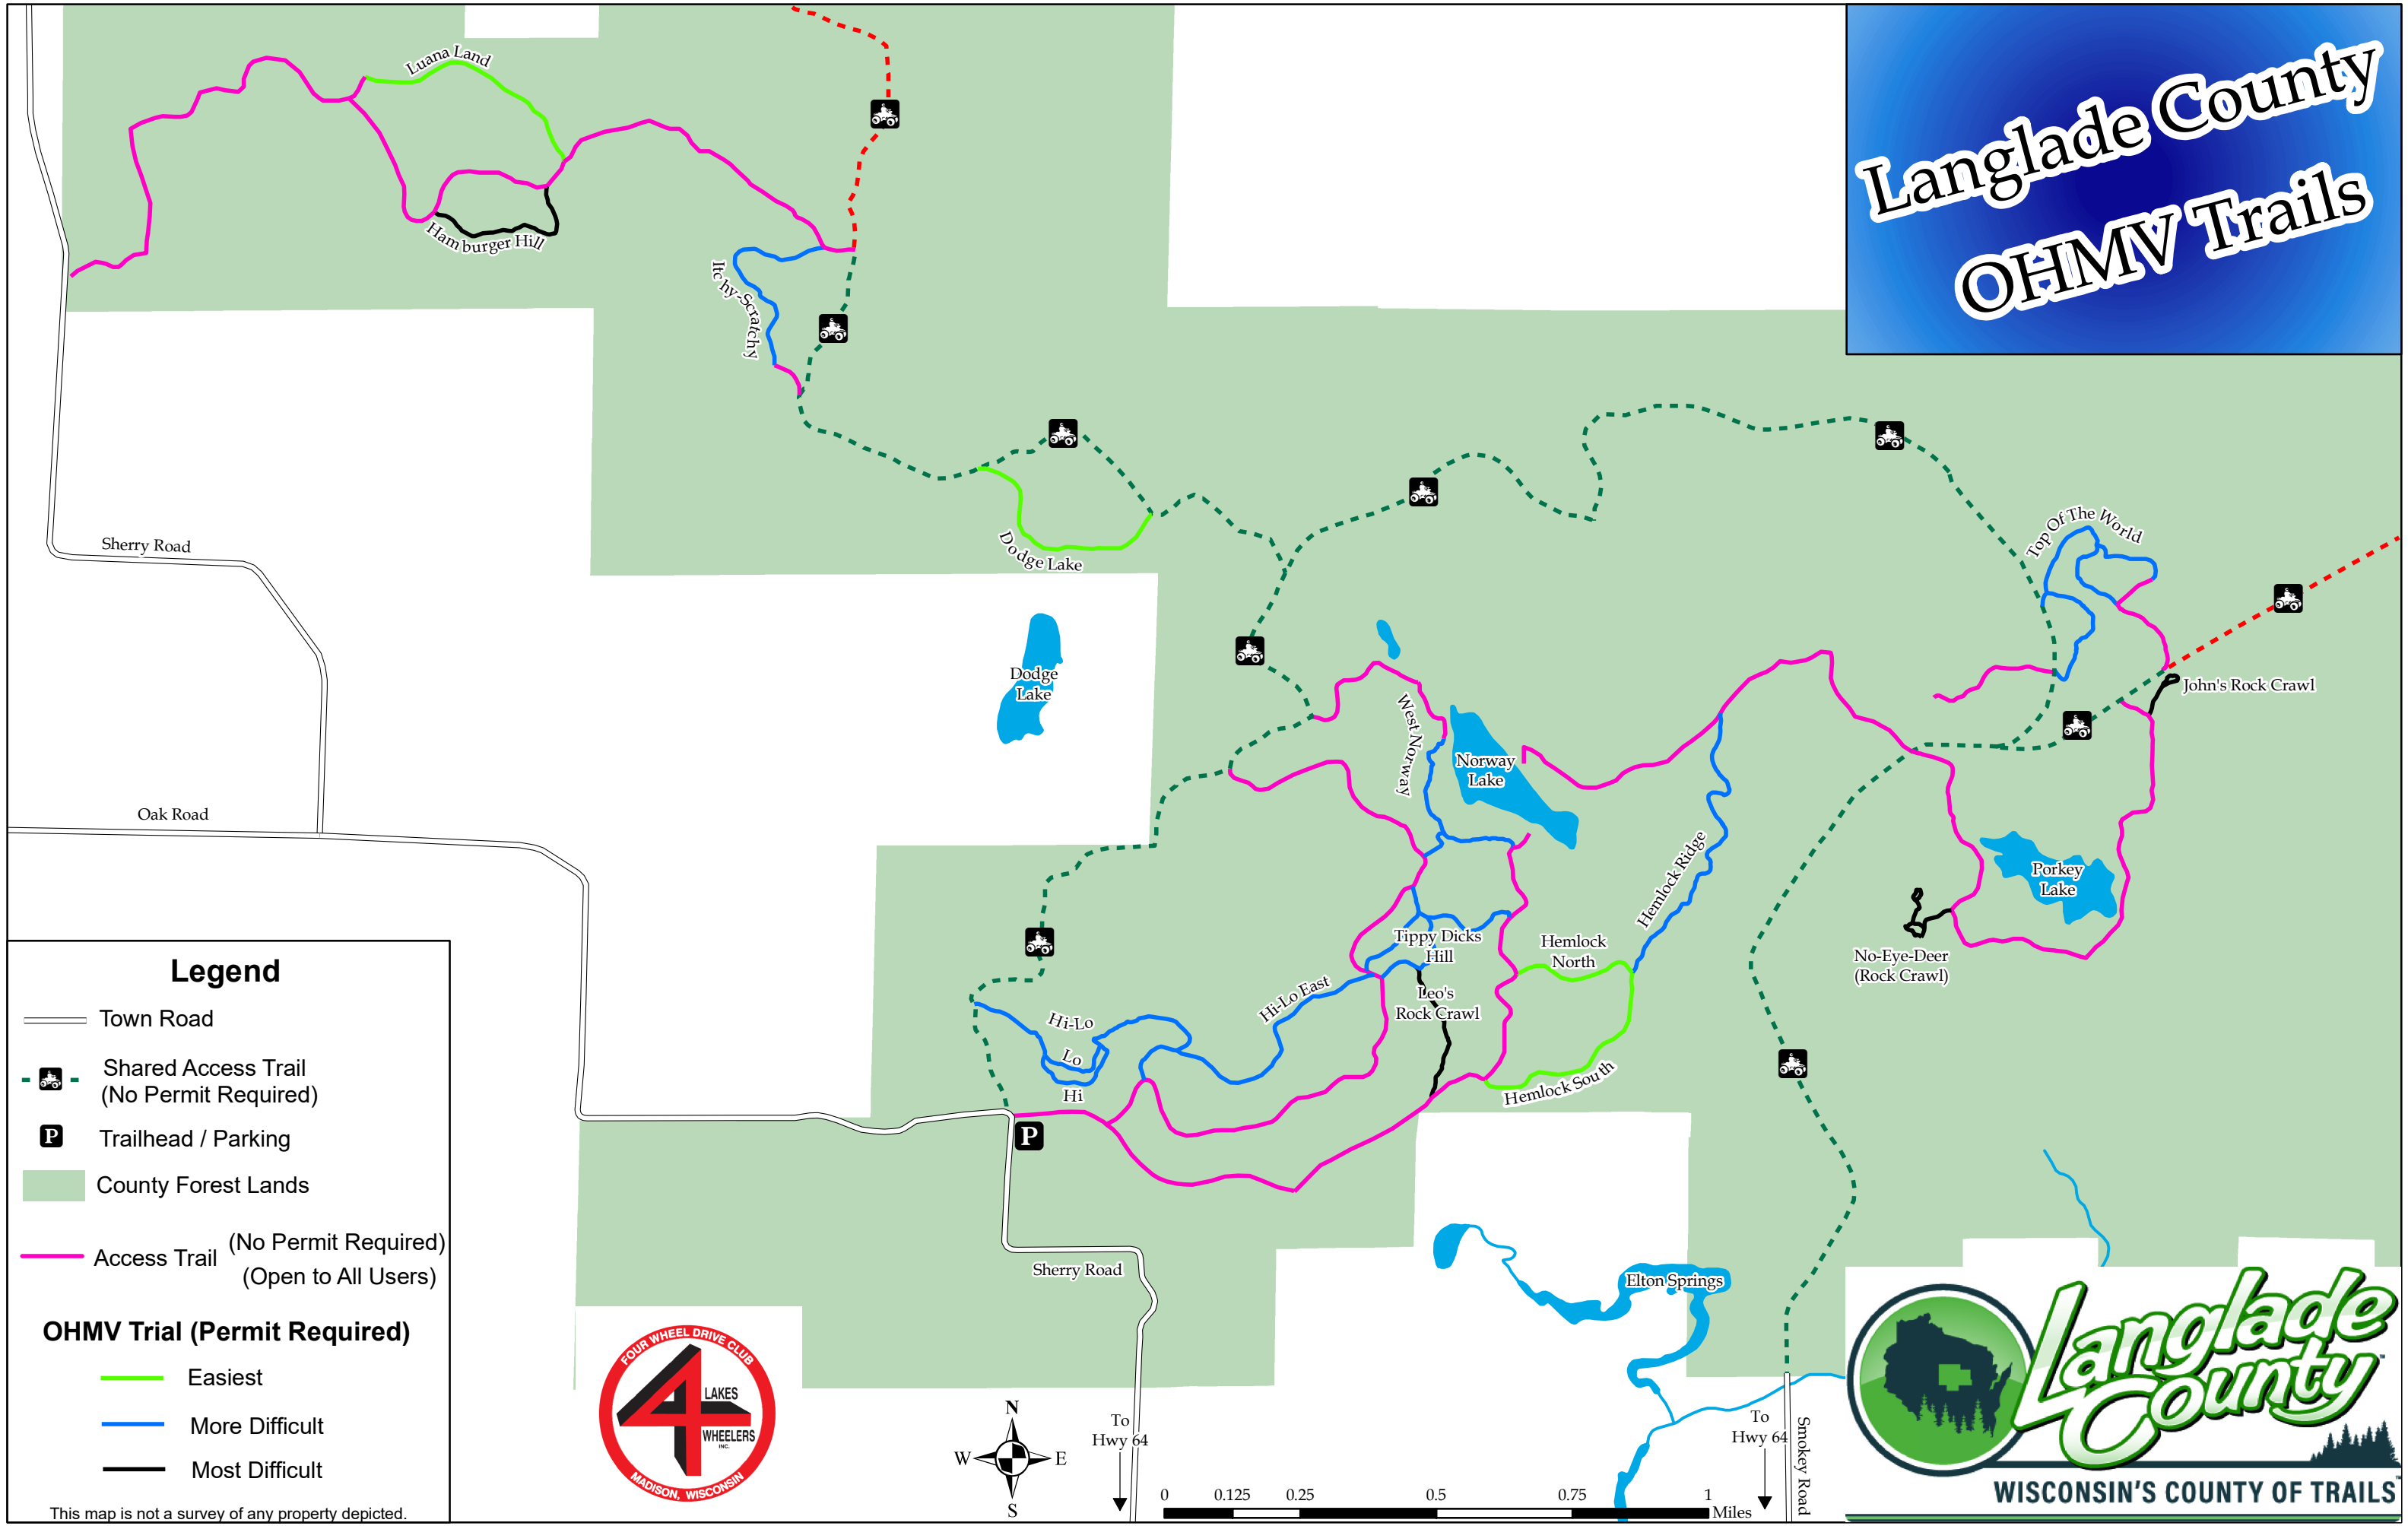 Langlade County
OHMV Trails
Luana Land
Hamburger Hill
Itchy-Scratchy
Sherry Road
Dodge Lake
Top Of The World
Dodge
Lake
John's Rock Crawl
West Norway
Norway
Lake
Oak Road
Hemlock Ridge
Porkey
Lake
Tippy Dicks
Hill
Hemlock
North
No-Eye-Deer
(Rock Crawl)
Hi-Lo East
Leo's
Rock Crawl
Hi-Lo
Lo
Hi
Hemlock South
P
Sherry Road
Elton Springs
Legend
Town Road
Shared Access Trail
(No Permit Required)
P
Trailhead / Parking
County Forest Lands
Access Trail
(No Permit Required)
(Open to All Users)
OHMV Trial (Permit Required)
Easiest
More Difficult
Most Difficult
This map is not a survey of any property depicted.
FOUR WHEEL DRIVE CLUB
4
LAKES
WHEELERS
INC.
MADISON, WISCONSIN
N
W
E
S
To
Hwy 64
To
Hwy 64
Smokey Road
0 0.125 0.25 0.5 0.75 1
Miles
Langlade
County™
WISCONSIN'S COUNTY OF TRAILS™